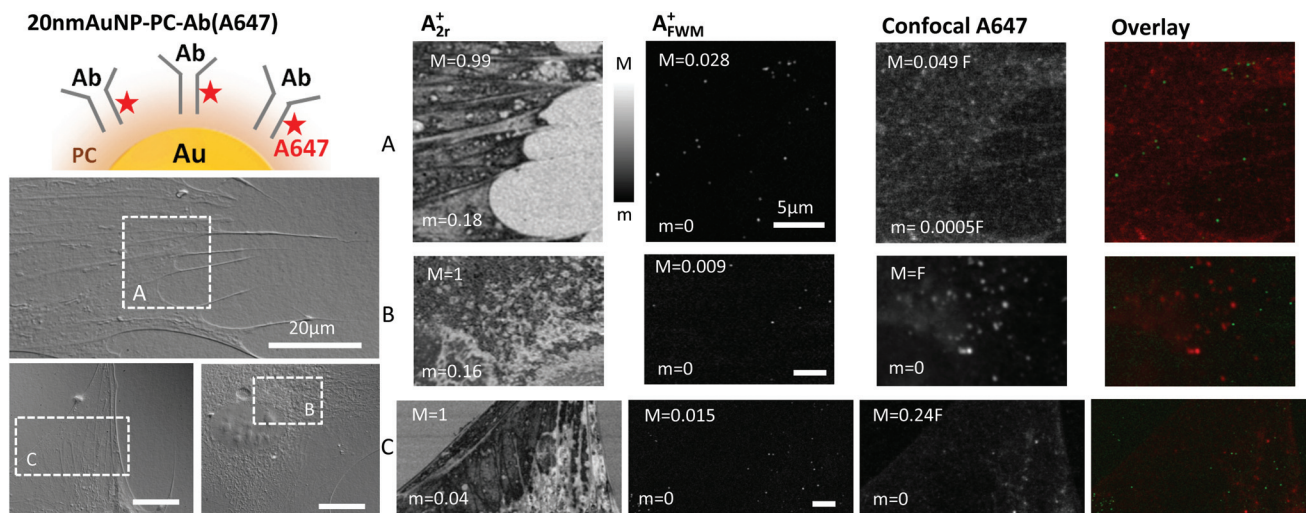 20nmAuNP-PC-Ab(A647)
Ab
Ab
Ab
A647
PC
Au
A
20μm
C
B
A⁺₂ᵣ
A⁺FWM
Confocal A647
Overlay
A
M=0.99
m=0.18
M
m
M=0.028
m=0
5μm
M=0.049 F
m= 0.0005F
B
M=1
m=0.16
M=0.009
m=0
M=F
m=0
C
M=1
m=0.04
M=0.015
m=0
M=0.24F
m=0